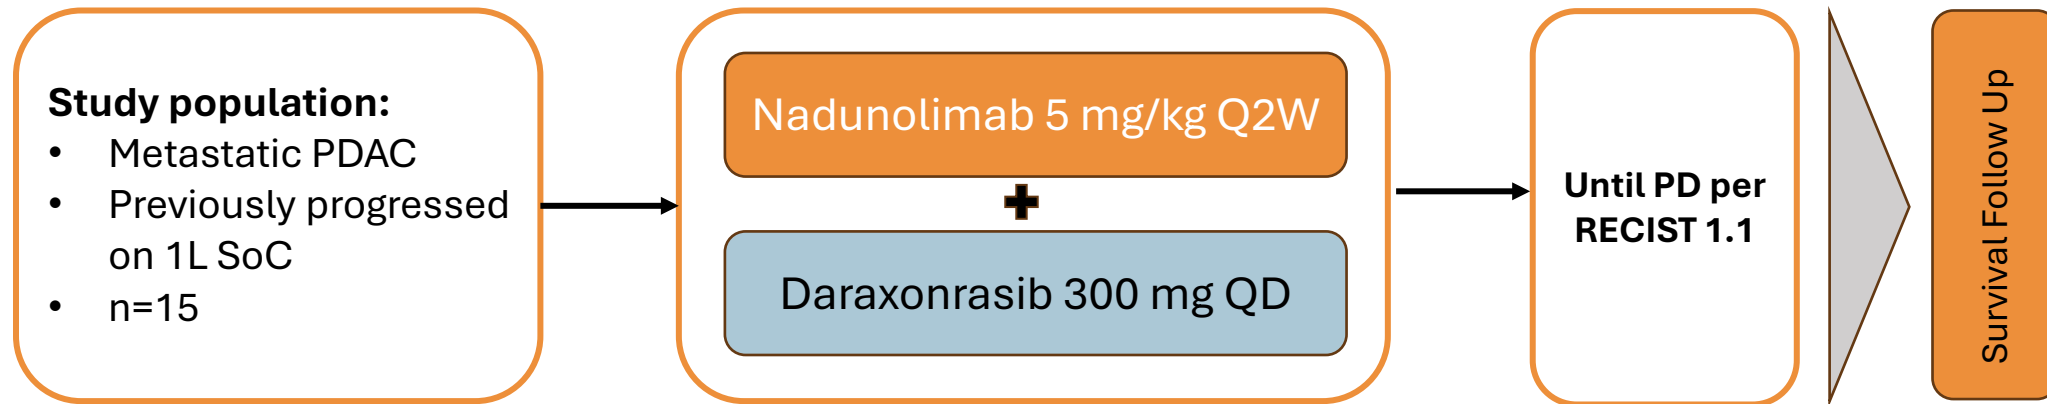 Study population:
• Metastatic PDAC
• Previously progressed
on 1L SoC
• n=15
Nadunolimab 5 mg/kg Q2W
Daraxonrasib 300 mg QD
Until PD per
RECIST 1.1
Survival Follow Up